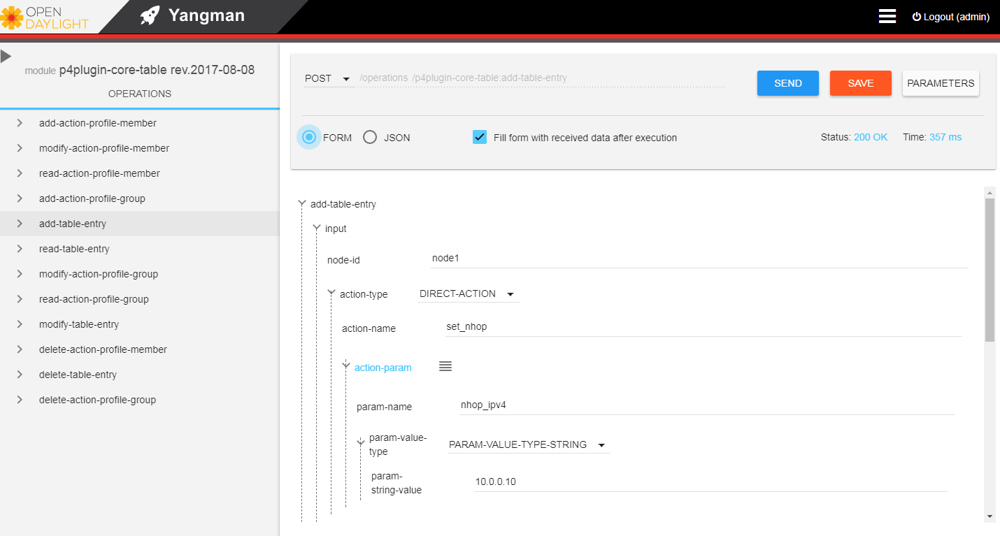 OPEN
DAYLIGHT
Yangman
Logout (admin)
module p4plugin-core-table rev.2017-08-08
OPERATIONS
add-action-profile-member
modify-action-profile-member
read-action-profile-member
add-action-profile-group
add-table-entry
read-table-entry
modify-action-profile-group
read-action-profile-group
modify-table-entry
delete-action-profile-member
delete-table-entry
delete-action-profile-group
POST /operations /p4plugin-core-table:add-table-entry
SEND SAVE PARAMETERS
FORM JSON Fill form with received data after execution Status: 200 OK Time: 357 ms
add-table-entry
input
node-id node1
action-type DIRECT-ACTION
action-name set_nhop
action-param
param-name nhop_ipv4
param-value-
type PARAM-VALUE-TYPE-STRING
param-
string-value 10.0.0.10